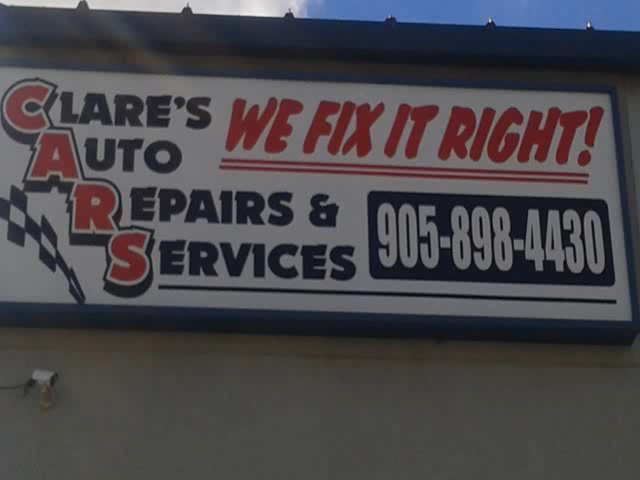 CLARE'S
AUTO
REPAIRS &
SERVICES
WE FIX IT RIGHT!
905-898-4430